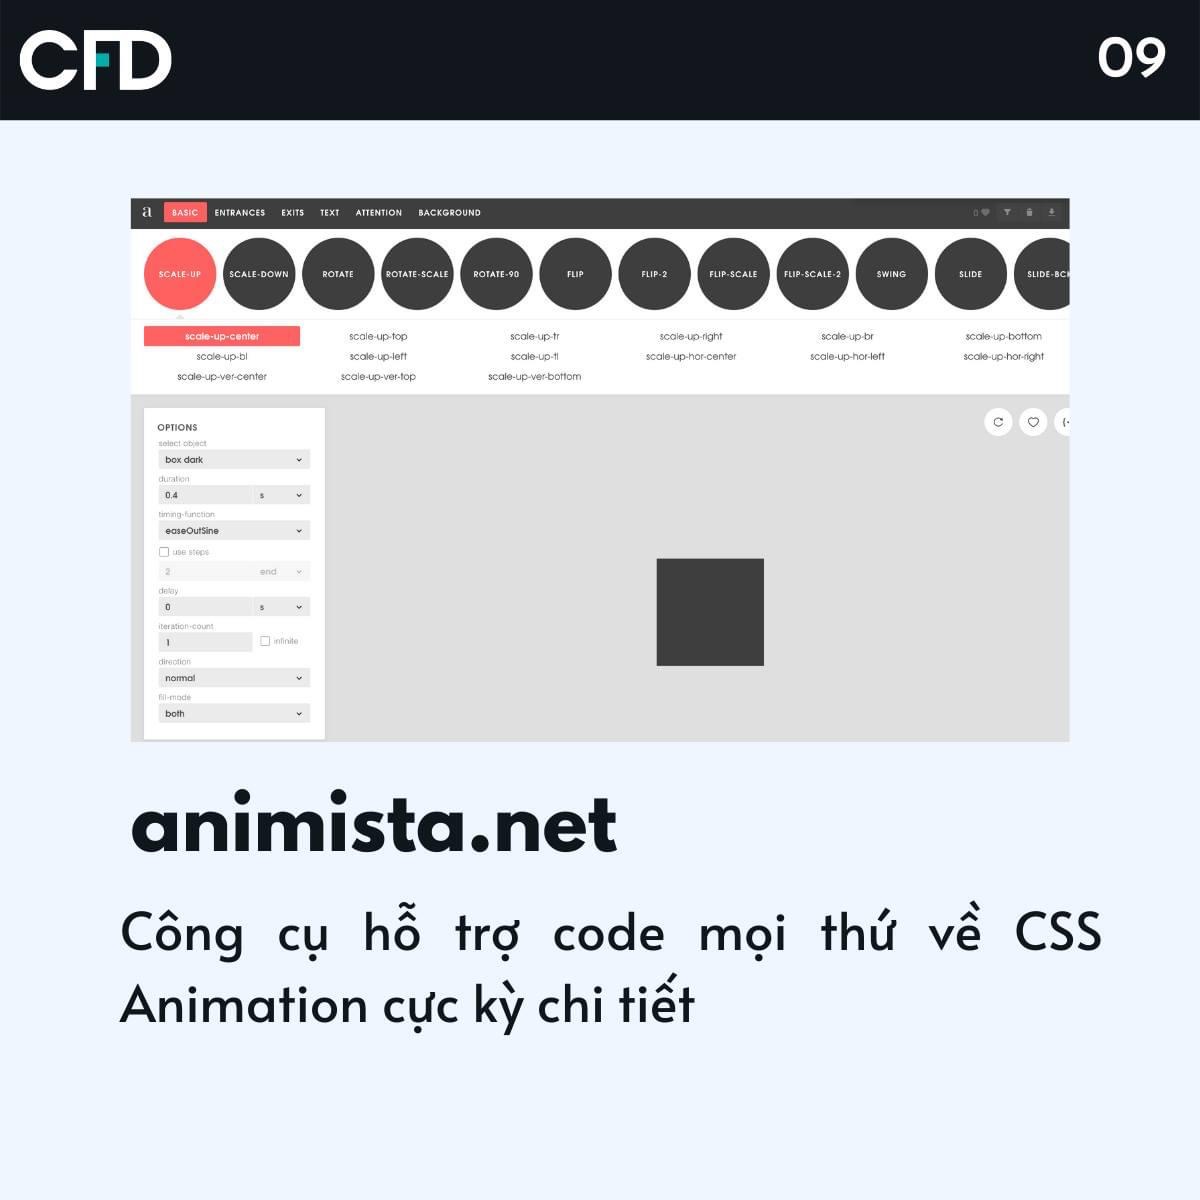 CFD
09
a BASIC ENTRANCES EXITS TEXT ATTENTION BACKGROUND 0
SCALE-UP SCALE-DOWN ROTATE ROTATE-SCALE ROTATE-90 FLIP FLIP-2 FLIP-SCALE FLIP-SCALE-2 SWING SLIDE SLIDE-BCK
scale-up-center scale-up-top scale-up-tr scale-up-right scale-up-br scale-up-bottom
scale-up-bl scale-up-left scale-up-tl scale-up-hor-center scale-up-hor-left scale-up-hor-right
scale-up-ver-center scale-up-ver-top scale-up-ver-bottom
OPTIONS
select object
box dark
duration
0.4 s
timing-function
easeOutSine
use steps
2 end
delay
0 s
iteration-count
1 infinite
direction
normal
fill-mode
both
animista.net
Công cụ hỗ trợ code mọi thứ về CSS
Animation cực kỳ chi tiết